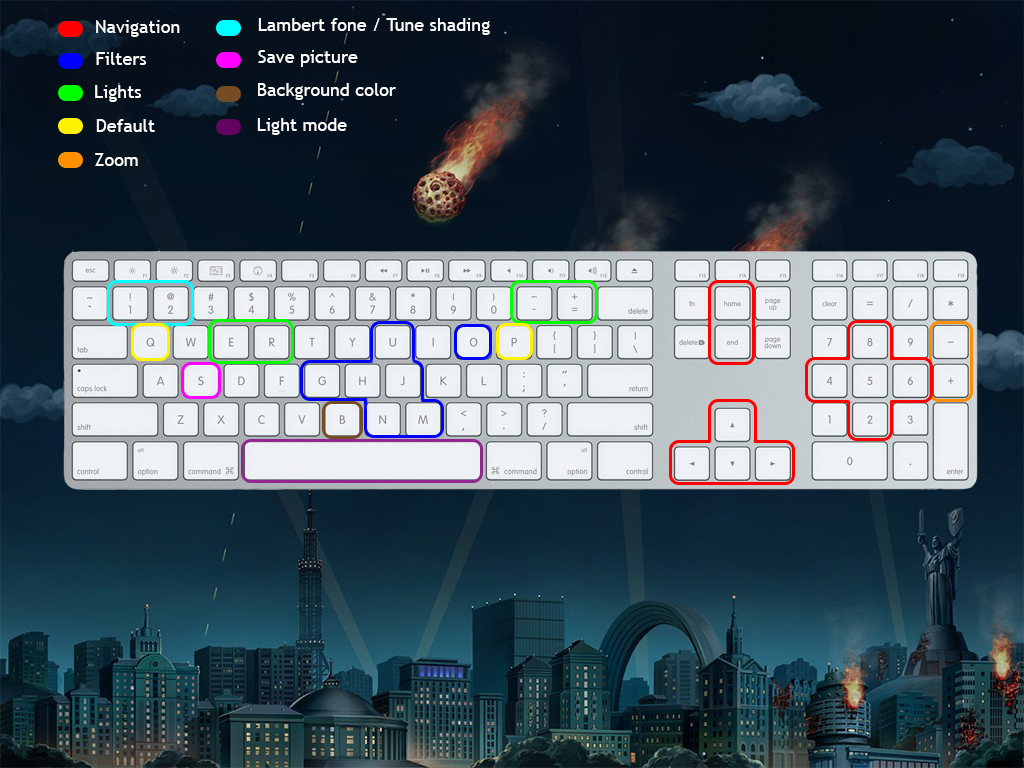 Navigation Lambert fone / Tune shading
Filters Save picture
Lights Background color
Default Light mode
Zoom
esc F1 F2 F3 F4 F5 F6 F7 F8 F9 F10 F11 F12 F13 F14 F15 F16 F17 F18 F19
~ ! @ # $ % ^ & * ( ) _ +
` 1 2 3 4 5 6 7 8 9 0 - = delete fn home page up clear = / *
tab Q W E R T Y U I O P { [ } ] | \ delete end page down 7 8 9 −
caps lock A S D F G H J K L : ; " ' return 4 5 6 +
shift Z X C V B N M < , > . ? / shift 1 2 3
control alt option command ⌘ ⌘ command alt option control 0 . enter